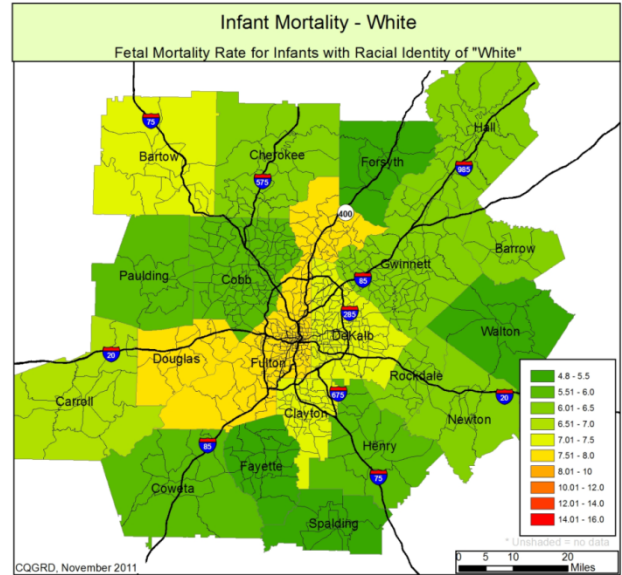 Infant Mortality - White
Fetal Mortality Rate for Infants with Racial Identity of "White"
75
Bartow
Cherokee
575
Forsyth
Hall
985
400
Paulding
Cobb
85
Gwinnett
Barrow
285
DeKalb
Walton
20
Douglas
Fulton
Carroll
Rockdale
675
20
Clayton
Newton
Henry
85
Fayette
75
Coweta
Spalding
4.8 - 5.5
5.51 - 6.0
6.01 - 6.5
6.51 - 7.0
7.01 - 7.5
7.51 - 8.0
8.01 - 10
10.01 - 12.0
12.01 - 14.0
14.01 - 16.0
* Unshaded = no data
0 5 10 20
Miles
CQGRD, November 2011